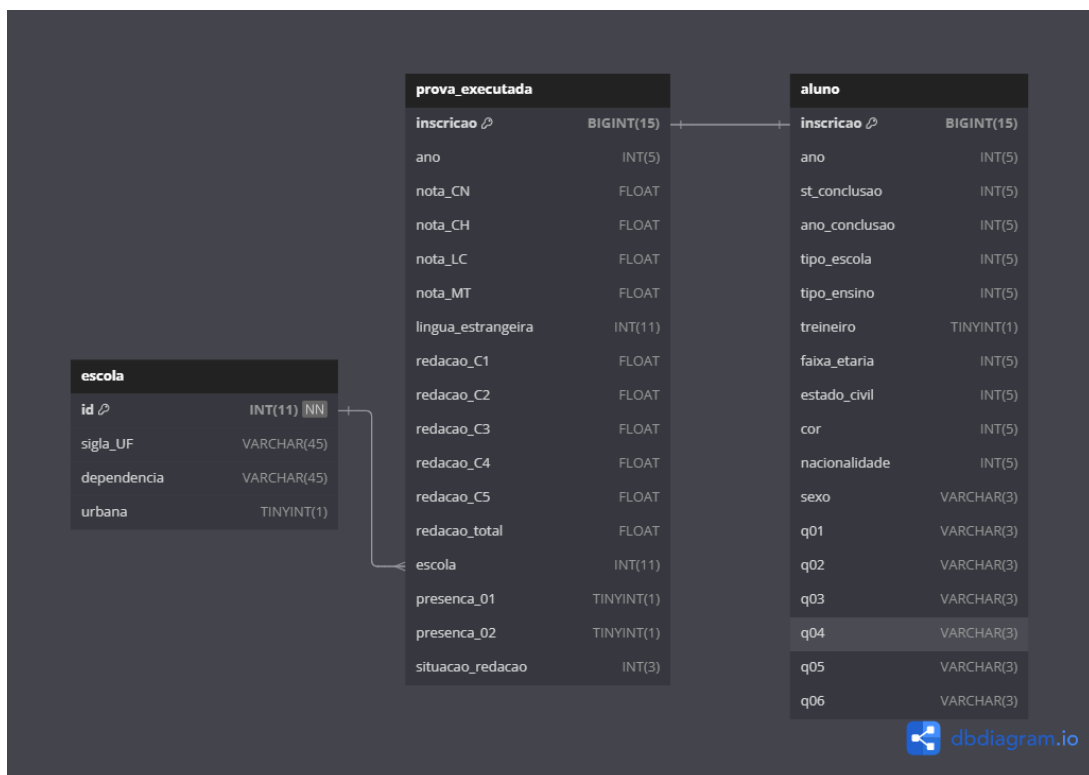 escola
id INT(11) NN
sigla_UF VARCHAR(45)
dependencia VARCHAR(45)
urbana TINYINT(1)
prova_executada
inscricao BIGINT(15)
ano INT(5)
nota_CN FLOAT
nota_CH FLOAT
nota_LC FLOAT
nota_MT FLOAT
lingua_estrangeira INT(11)
redacao_C1 FLOAT
redacao_C2 FLOAT
redacao_C3 FLOAT
redacao_C4 FLOAT
redacao_C5 FLOAT
redacao_total FLOAT
escola INT(11)
presenca_01 TINYINT(1)
presenca_02 TINYINT(1)
situacao_redacao INT(3)
aluno
inscricao BIGINT(15)
ano INT(5)
st_conclusao INT(5)
ano_conclusao INT(5)
tipo_escola INT(5)
tipo_ensino INT(5)
treineiro TINYINT(1)
faixa_etaria INT(5)
estado_civil INT(5)
cor INT(5)
nacionalidade INT(5)
sexo VARCHAR(3)
q01 VARCHAR(3)
q02 VARCHAR(3)
q03 VARCHAR(3)
q04 VARCHAR(3)
q05 VARCHAR(3)
q06 VARCHAR(3)
dbdiagram.io